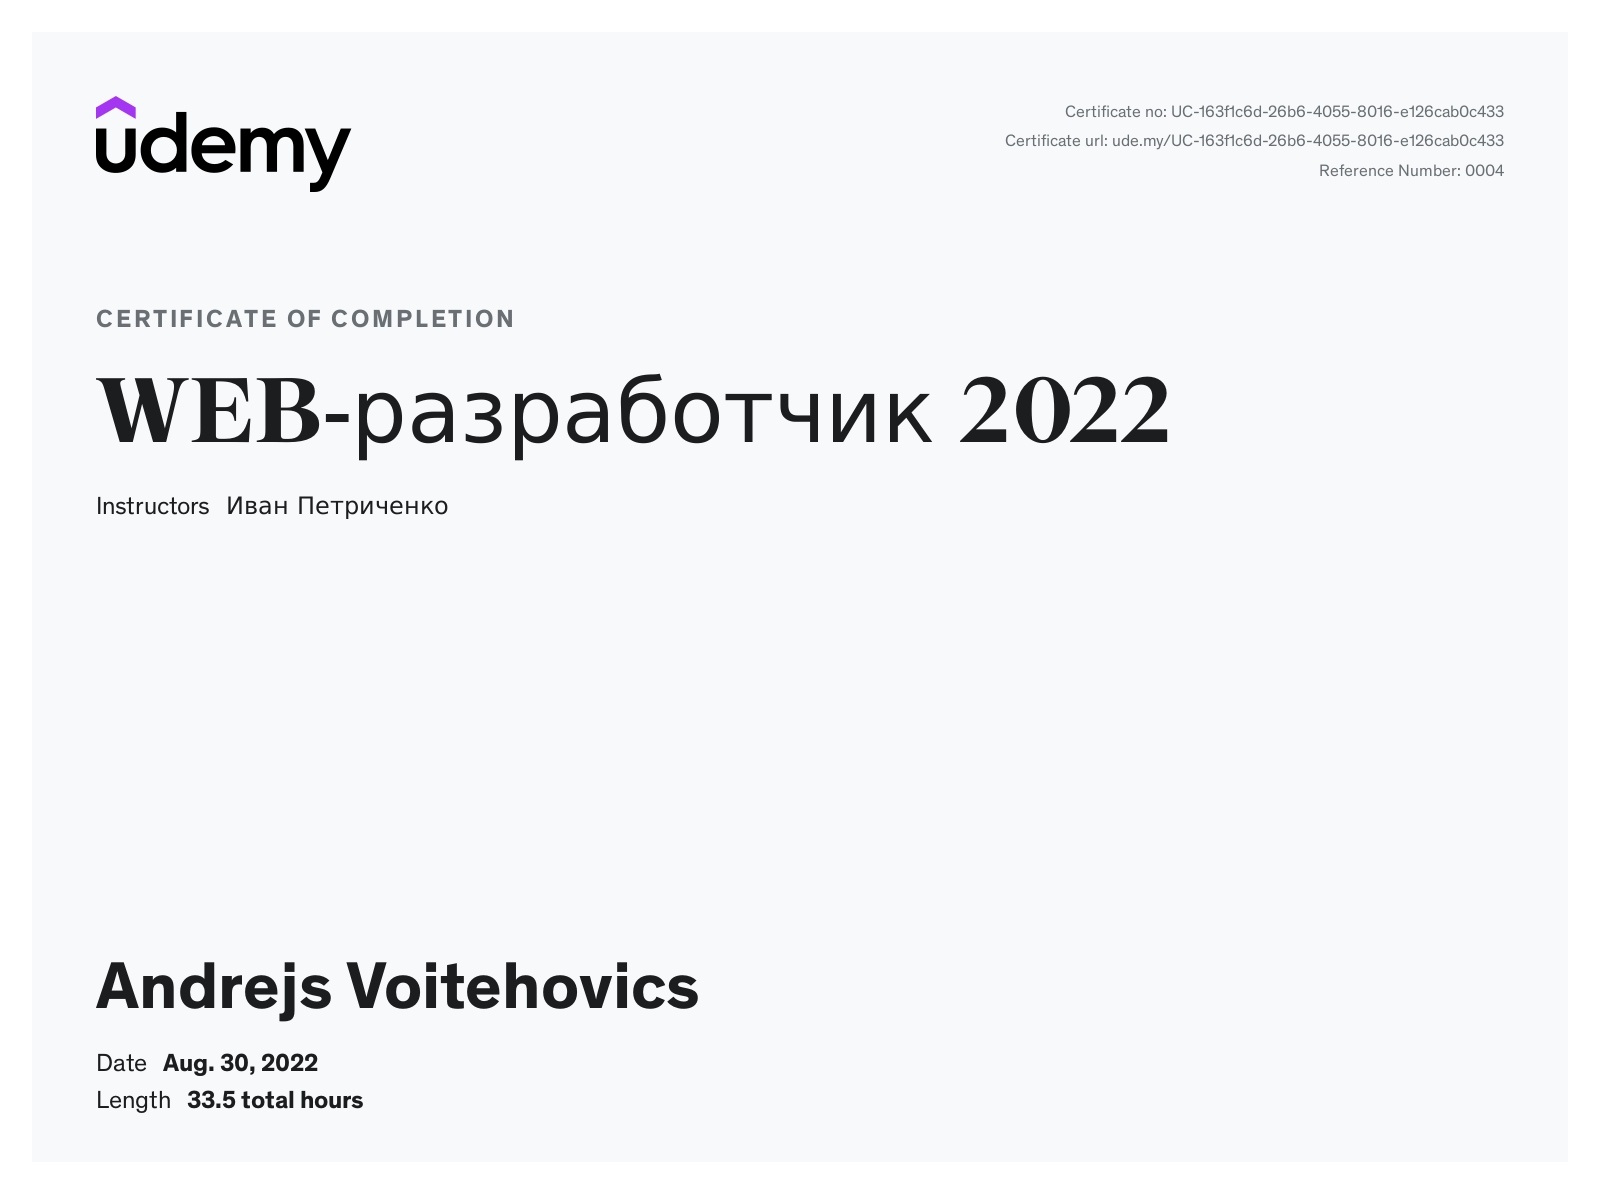 udemy
Certificate no: UC-163f1c6d-26b6-4055-8016-e126cab0c433
Certificate url: ude.my/UC-163f1c6d-26b6-4055-8016-e126cab0c433
Reference Number: 0004
CERTIFICATE OF COMPLETION
WEB-разработчик 2022
Instructors Иван Петриченко
Andrejs Voitehovics
Date Aug. 30, 2022
Length 33.5 total hours